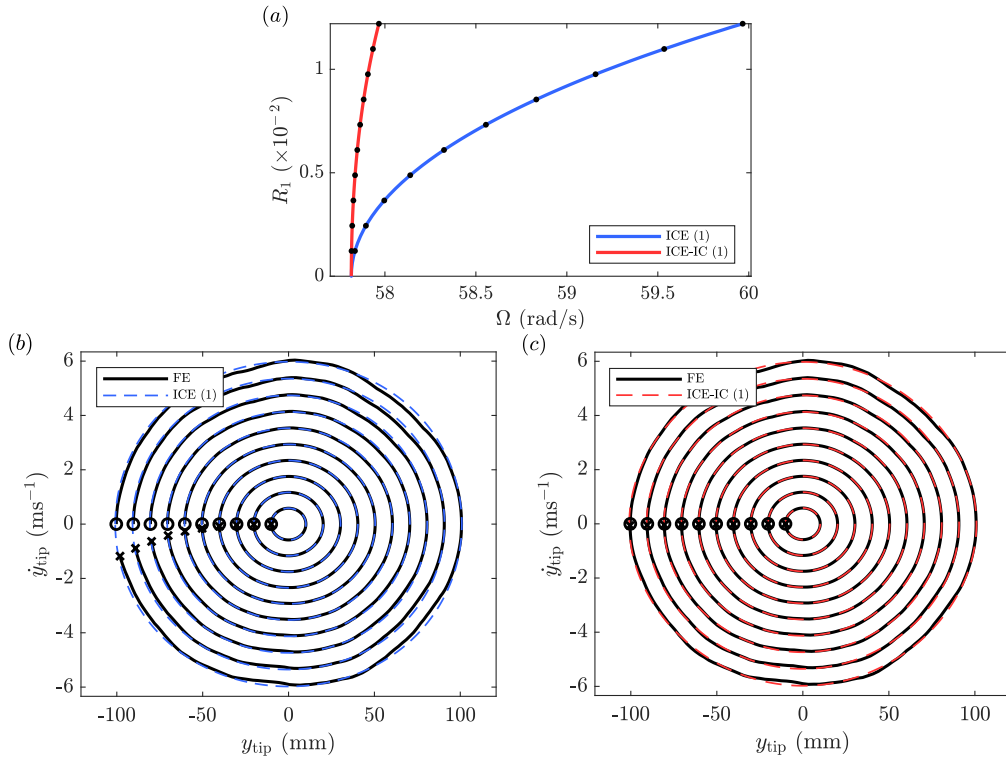 (a)
R₁ (×10⁻²)
1
0.5
0
ICE (1)
ICE-IC (1)
58
58.5
59
59.5
60
Ω (rad/s)
(b)
ẏtip (ms⁻¹)
6
4
2
0
-2
-4
-6
FE
ICE (1)
-100
-50
0
50
100
ytip (mm)
(c)
ẏtip (ms⁻¹)
6
4
2
0
-2
-4
-6
FE
ICE-IC (1)
-100
-50
0
50
100
ytip (mm)